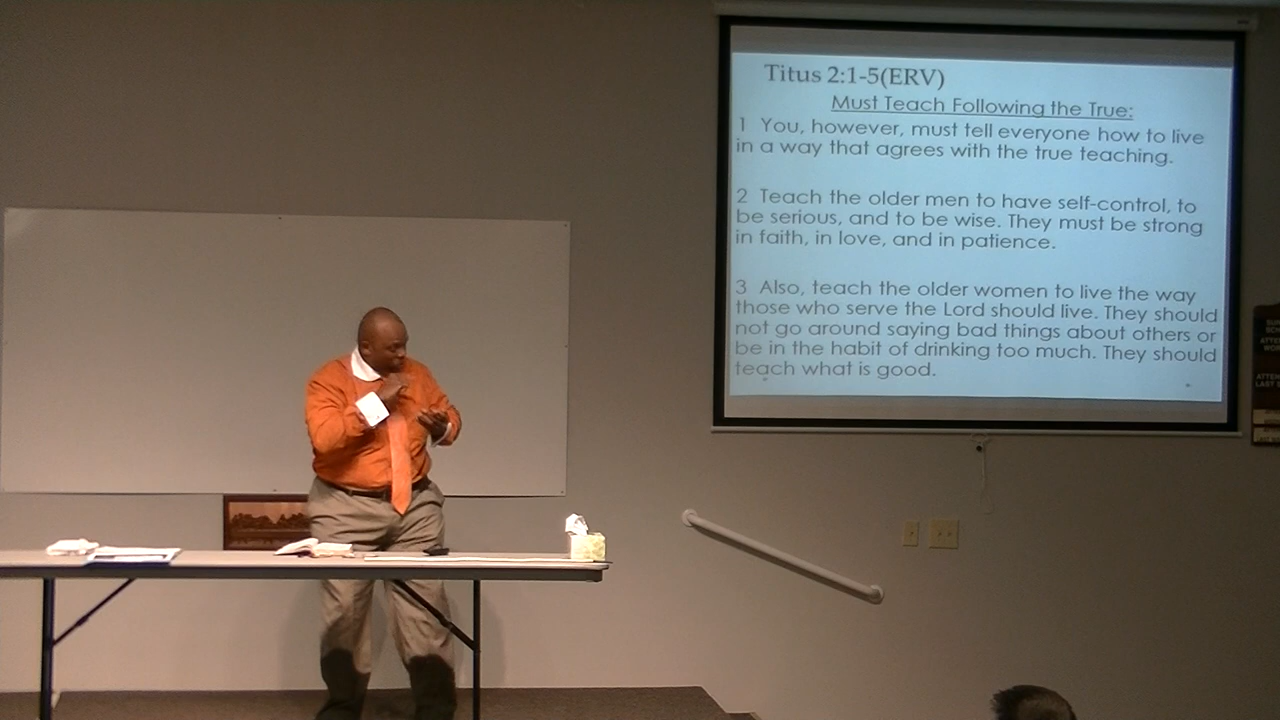 Titus 2:1-5(ERV)
Must Teach Following the True:
1 You, however, must tell everyone how to live
in a way that agrees with the true teaching.
2 Teach the older men to have self-control, to
be serious, and to be wise. They must be strong
in faith, in love, and in patience.
3 Also, teach the older women to live the way
those who serve the Lord should live. They should
not go around saying bad things about others or
be in the habit of drinking too much. They should
teach what is good.